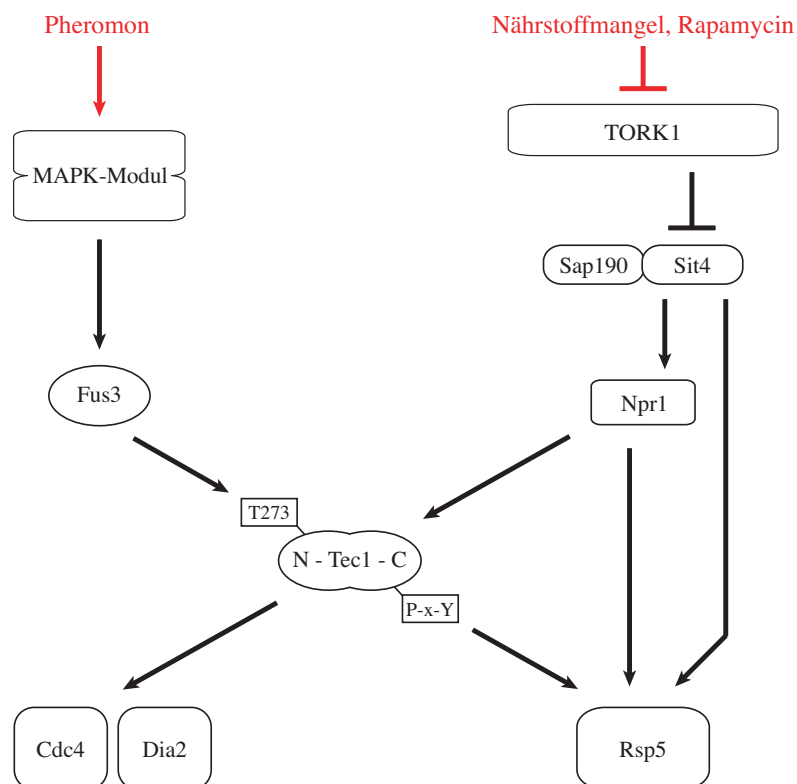 Pheromon
Nährstoffmangel, Rapamycin
TORK1
MAPK-Modul
Sap190
Sit4
Fus3
Npr1
T273
N - Tec1 - C
P-x-Y
Cdc4
Dia2
Rsp5